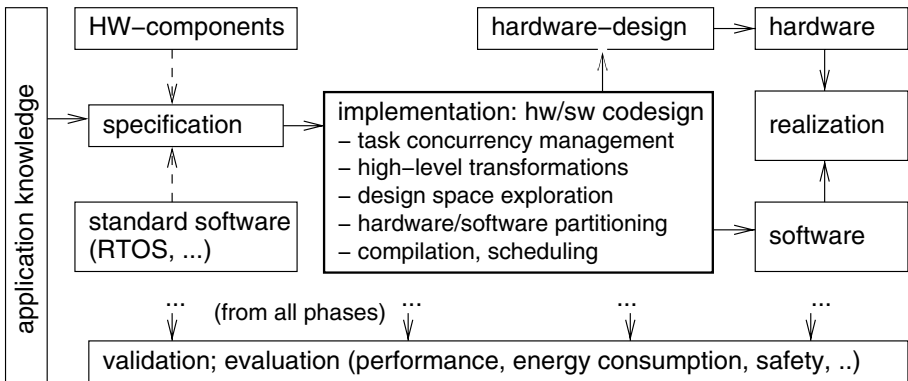 application knowledge
HW–components
hardware–design
hardware
specification
implementation: hw/sw codesign
– task concurrency management
– high–level transformations
– design space exploration
– hardware/software partitioning
– compilation, scheduling
realization
standard software
(RTOS, ...)
software
... (from all phases) ... ... ...
validation; evaluation (performance, energy consumption, safety, ..)